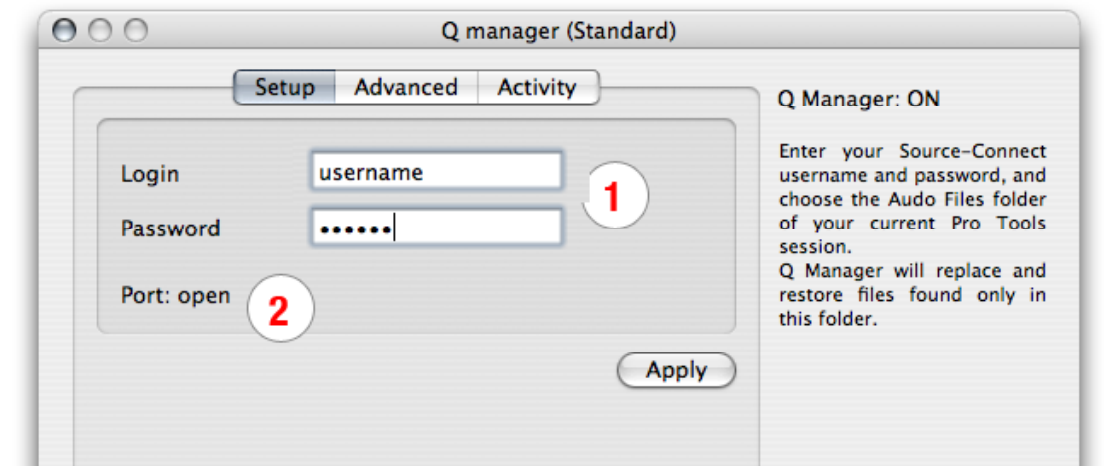 Q manager (Standard)
Setup Advanced Activity
Login username
1
Password ••••••
Port: open 2
Apply
Q Manager: ON
Enter your Source-Connect
username and password, and
choose the Audo Files folder
of your current Pro Tools
session.
Q Manager will replace and
restore files found only in
this folder.